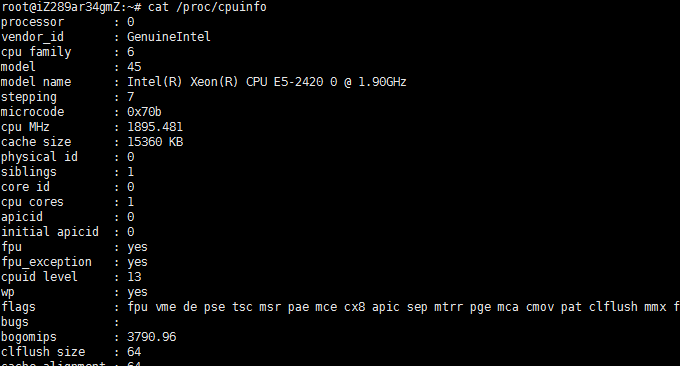 root@iZ289ar34gmZ:~# cat /proc/cpuinfo
processor : 0
vendor_id : GenuineIntel
cpu family : 6
model : 45
model name : Intel(R) Xeon(R) CPU E5-2420 0 @ 1.90GHz
stepping : 7
microcode : 0x70b
cpu MHz : 1895.481
cache size : 15360 KB
physical id : 0
siblings : 1
core id : 0
cpu cores : 1
apicid : 0
initial apicid : 0
fpu : yes
fpu_exception : yes
cpuid level : 13
wp : yes
flags : fpu vme de pse tsc msr pae mce cx8 apic sep mtrr pge mca cmov pat clflush mmx f
bugs :
bogomips : 3790.96
clflush size : 64
cache_alignment : 64